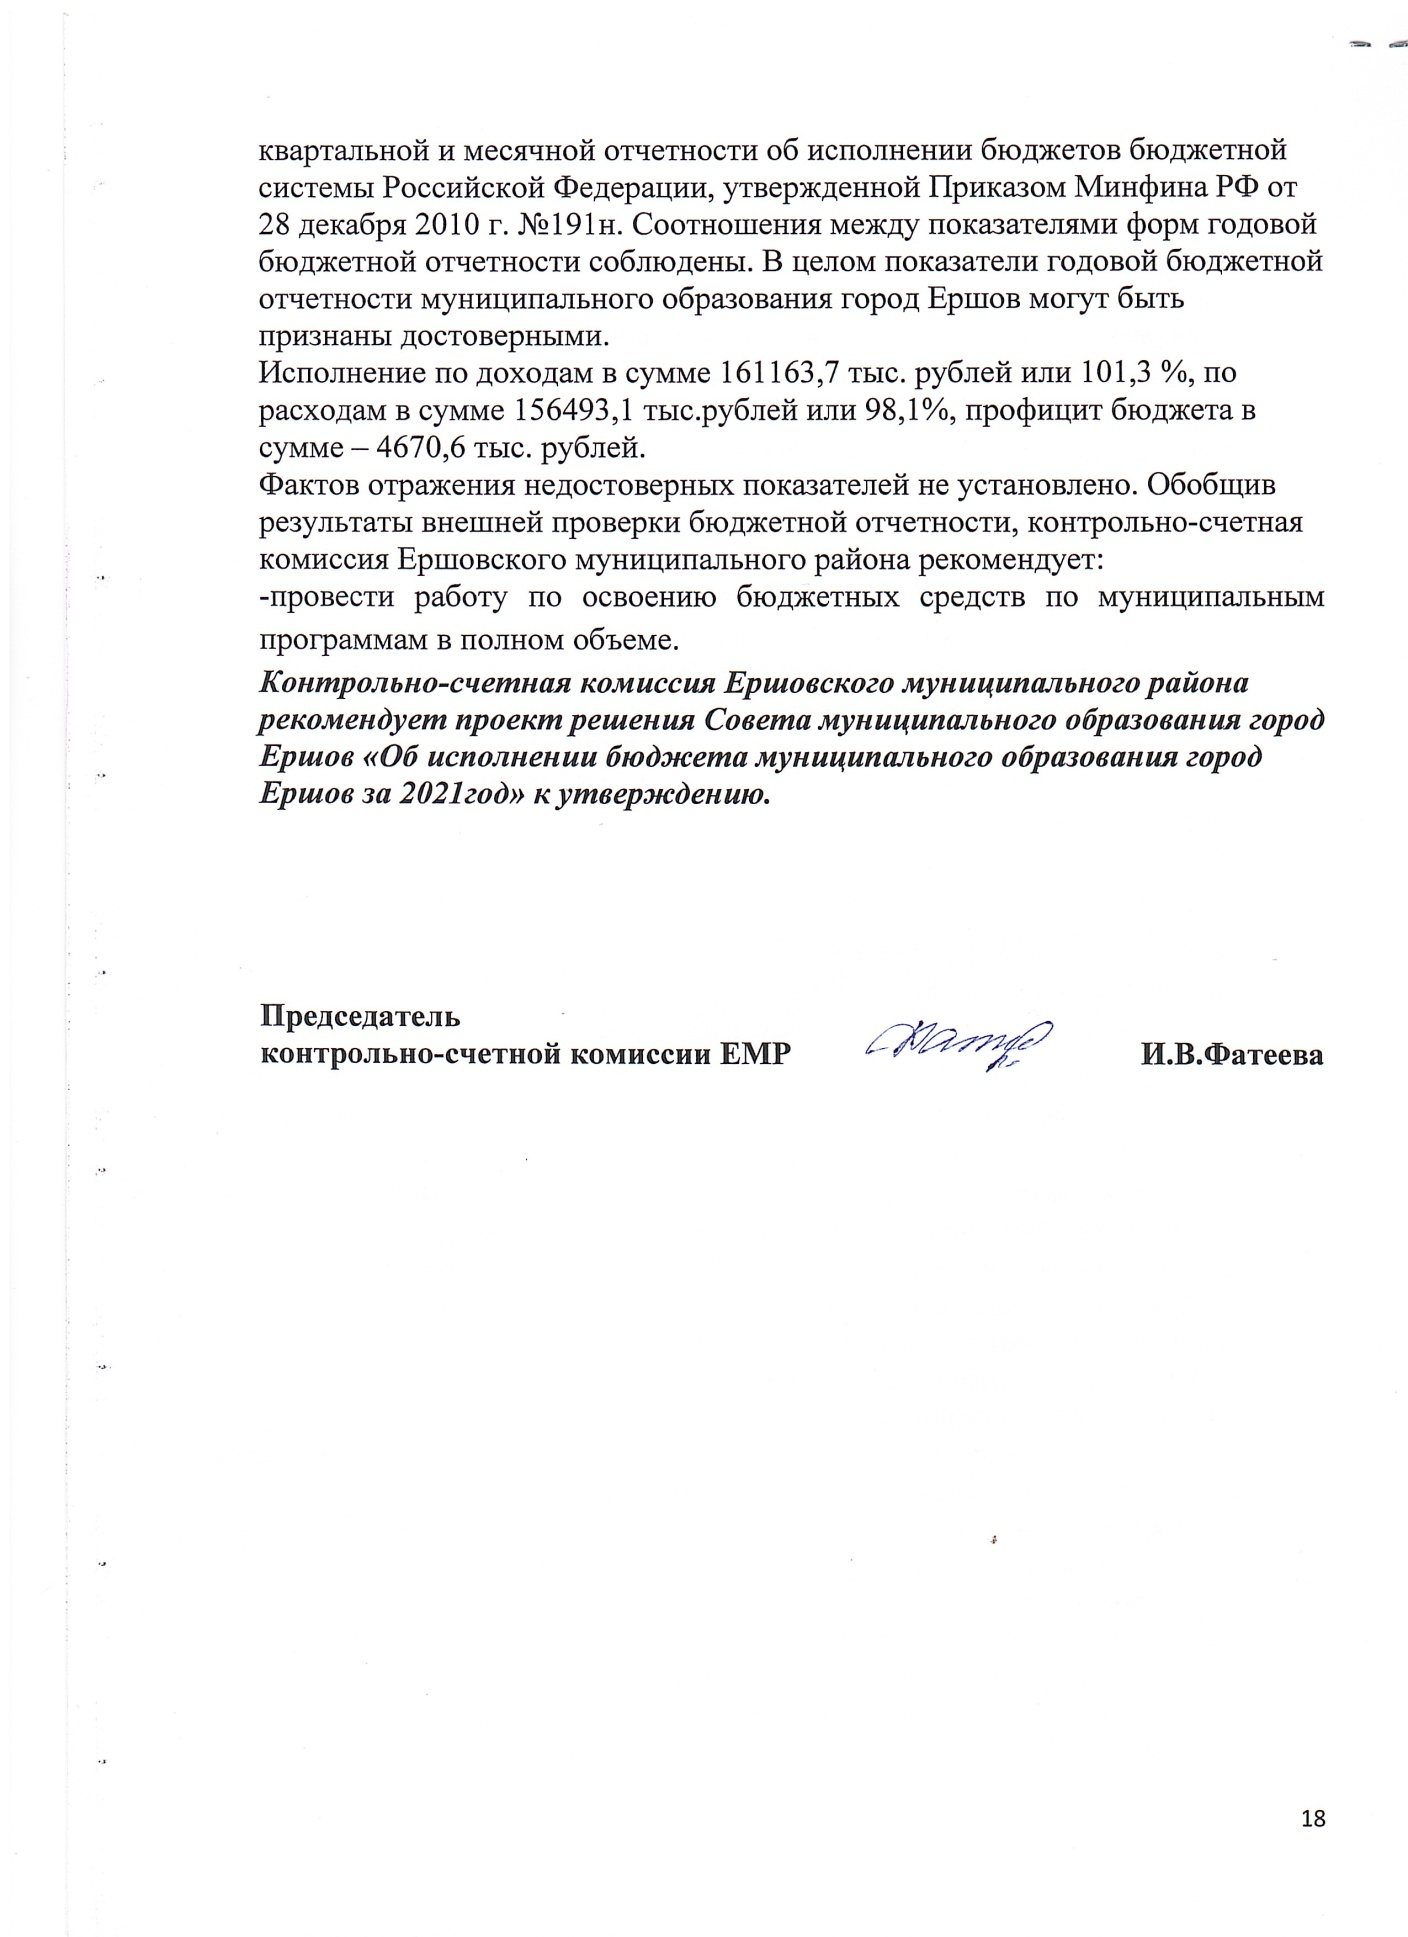 квартальной и месячной отчетности об исполнении бюджетов бюджетной
системы Российской Федерации, утвержденной Приказом Минфина РФ от
28 декабря 2010 г. №191н. Соотношения между показателями форм годовой
бюджетной отчетности соблюдены. В целом показатели годовой бюджетной
отчетности муниципального образования город Ершов могут быть
признаны достоверными.
Исполнение по доходам в сумме 161163,7 тыс. рублей или 101,3 %, по
расходам в сумме 156493,1 тыс.рублей или 98,1%, профицит бюджета в
сумме – 4670,6 тыс. рублей.
Фактов отражения недостоверных показателей не установлено. Обобщив
результаты внешней проверки бюджетной отчетности, контрольно-счетная
комиссия Ершовского муниципального района рекомендует:
-провести работу по освоению бюджетных средств по муниципальным
программам в полном объеме.
Контрольно-счетная комиссия Ершовского муниципального района
рекомендует проект решения Совета муниципального образования город
Ершов «Об исполнении бюджета муниципального образования город
Ершов за 2021год» к утверждению.
Председатель
контрольно-счетной комиссии ЕМР И.В.Фатеева
18